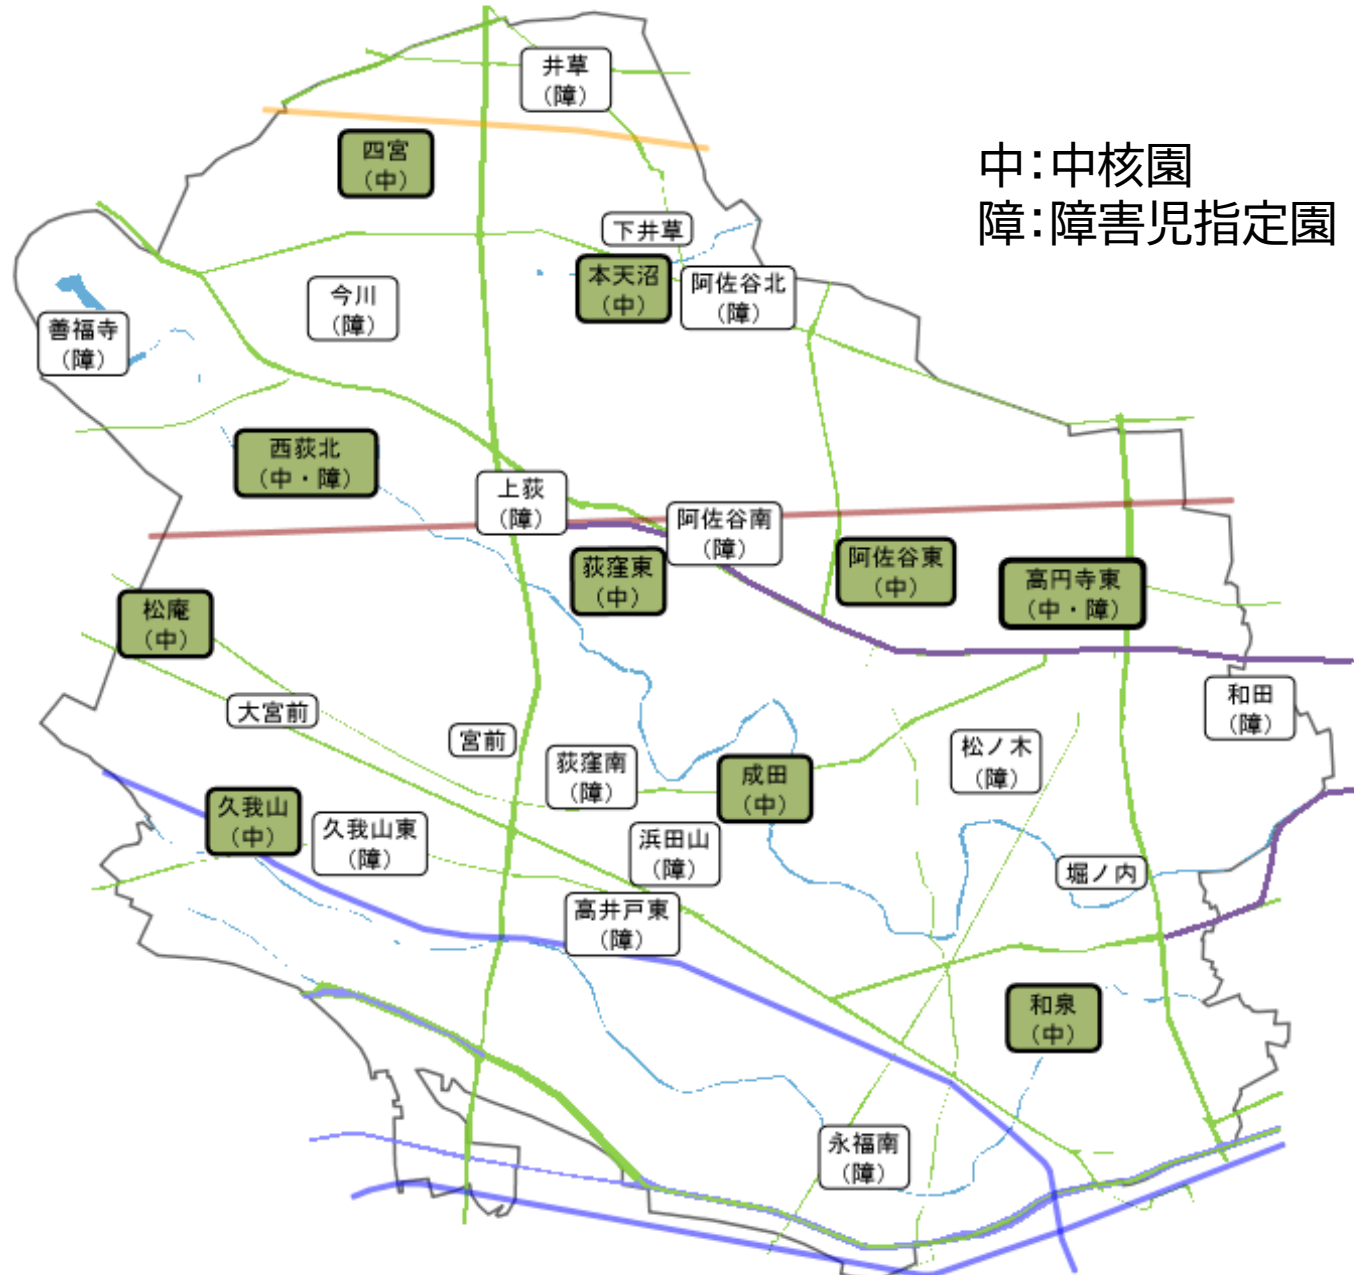 井草
（障）
中：中核園
障：障害児指定園
四宮
（中）
下井草
本天沼
（中）
阿佐谷北
（障）
今川
（障）
善福寺
（障）
西荻北
（中・障）
上荻
（障）
阿佐谷南
（障）
荻窪東
（中）
阿佐谷東
（中）
高円寺東
（中・障）
松庵
（中）
和田
（障）
大宮前
宮前
松ノ木
（障）
荻窪南
（障）
成田
（中）
久我山
（中）
久我山東
（障）
浜田山
（障）
堀ノ内
高井戸東
（障）
和泉
（中）
永福南
（障）